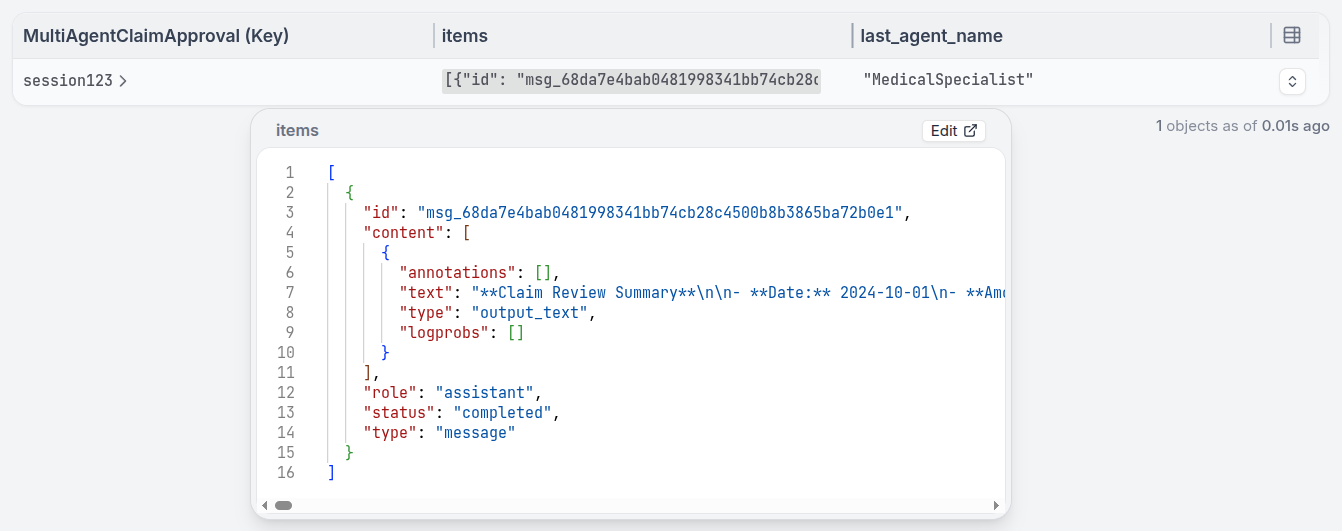 MultiAgentClaimApproval (Key) items last_agent_name
session123 [{"id": "msg_68da7e4bab0481998341bb74cb28c "MedicalSpecialist"
1 objects as of 0.01s ago
items Edit
1 [
2 {
3 "id": "msg_68da7e4bab0481998341bb74cb28c4500b8b3865ba72b0e1",
4 "content": [
5 {
6 "annotations": [],
7 "text": "**Claim Review Summary**\n\n- **Date:** 2024-10-01\n- **Amo
8 "type": "output_text",
9 "logprobs": []
10 }
11 ],
12 "role": "assistant",
13 "status": "completed",
14 "type": "message"
15 }
16 ]